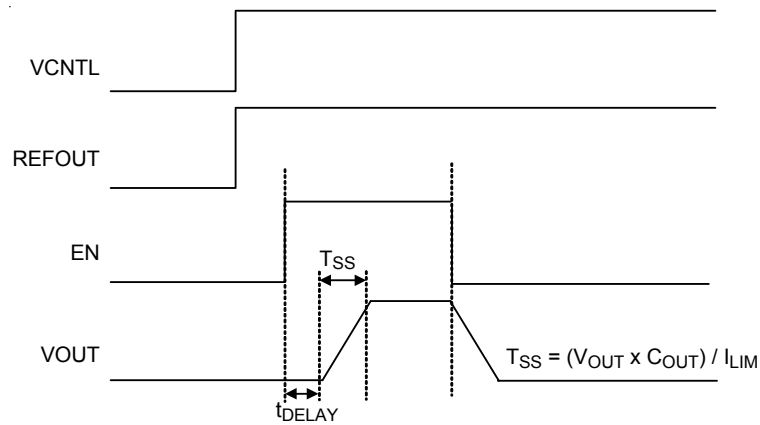 VCNTL
REFOUT
EN
TSS
VOUT
TSS = (VOUT x COUT) / ILIM
tDELAY